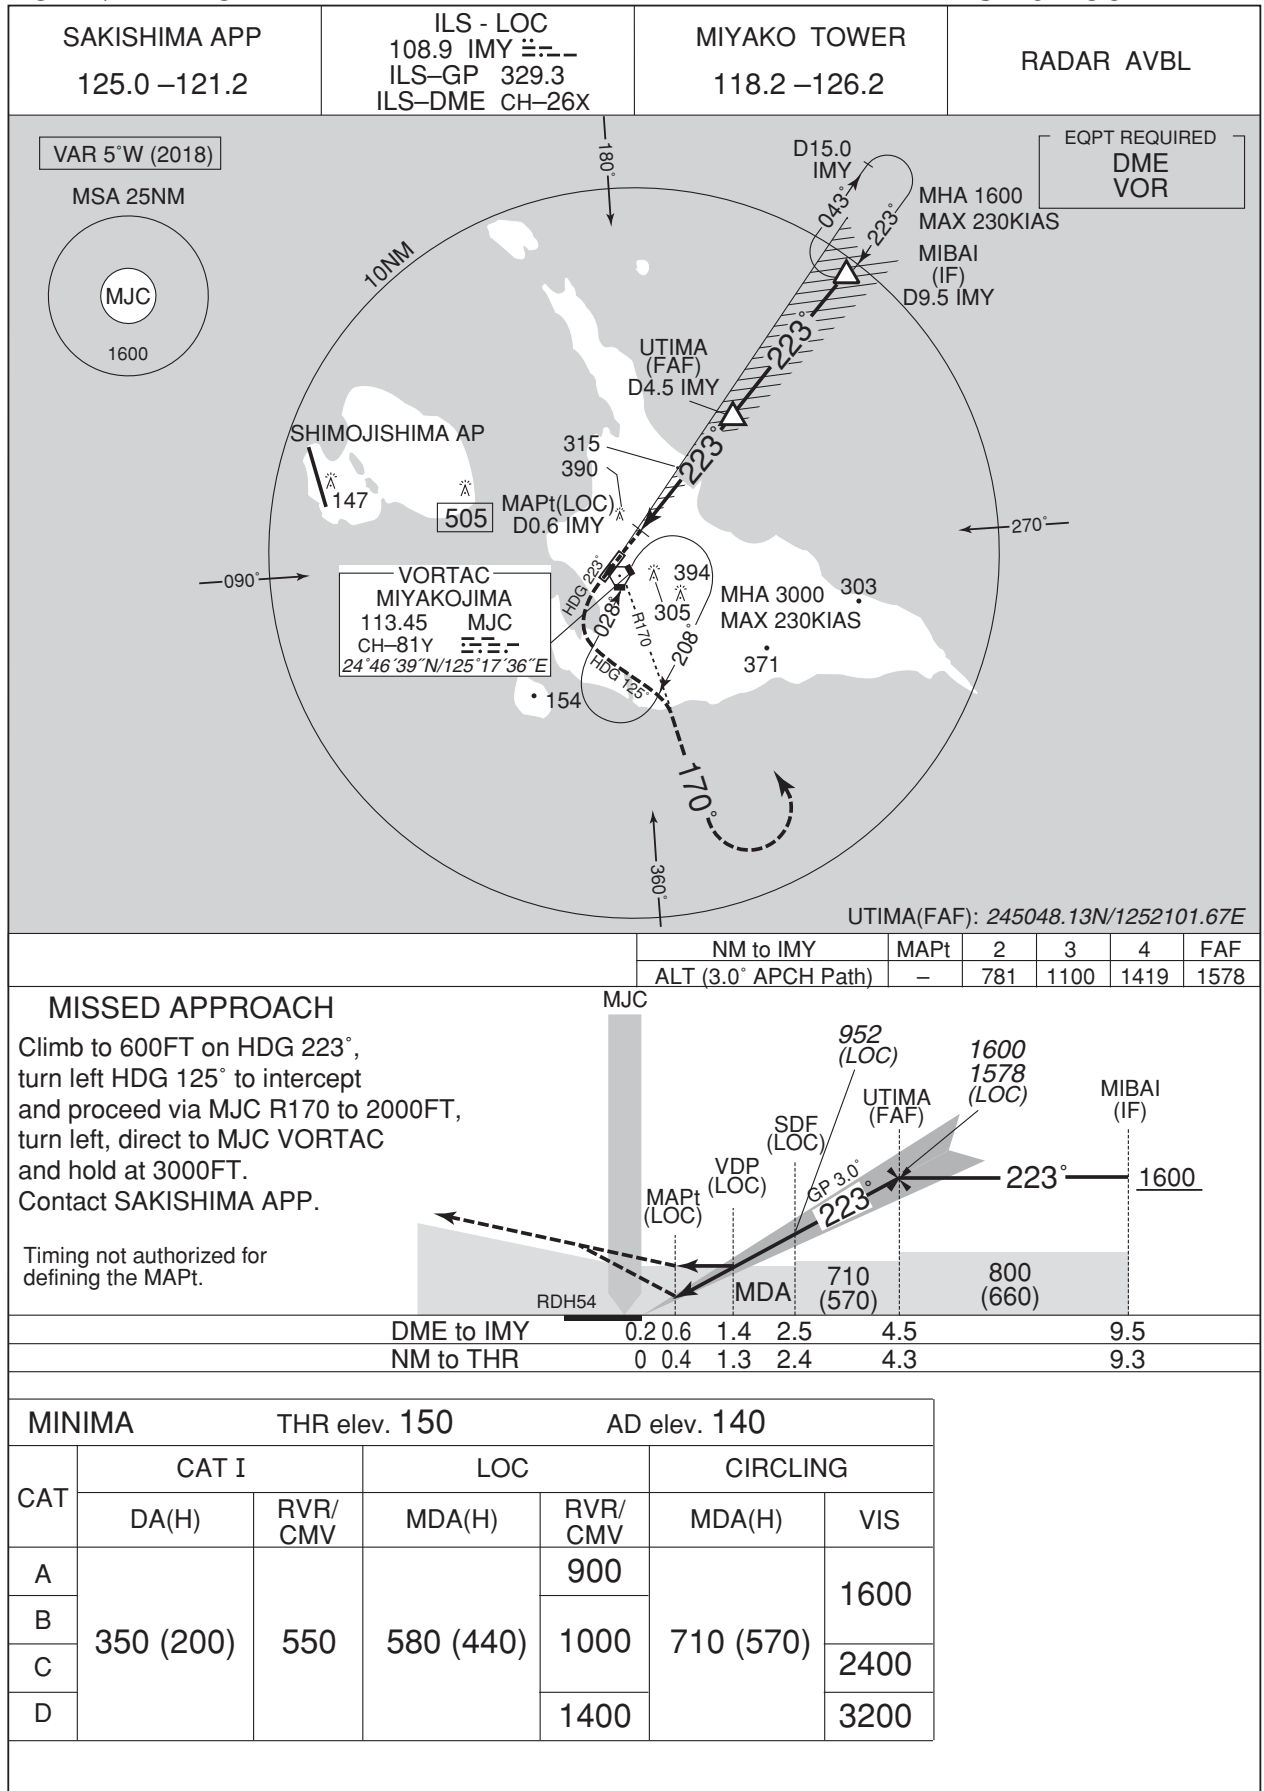 SAKISHIMA APP
125.0 –121.2
ILS - LOC
108.9 IMY
ILS–GP 329.3
ILS–DME CH–26X
MIYAKO TOWER
118.2 –126.2
RADAR AVBL
VAR 5°W (2018)
MSA 25NM
MJC
1600
EQPT REQUIRED
DME
VOR
180°
D15.0
IMY
043°
223°
MHA 1600
MAX 230KIAS
MIBAI
(IF)
D9.5 IMY
10NM
223°
UTIMA
(FAF)
D4.5 IMY
223°
SHIMOJISHIMA AP
147
505
315
390
MAPt(LOC)
D0.6 IMY
270°
090°
VORTAC
MIYAKOJIMA
113.45 MJC
CH–81Y
24°46´39˝N/125°17´36˝E
HDG 223°
028°
R170
208°
HDG 125°
394
305
MHA 3000
MAX 230KIAS
303
371
154
170°
360°
UTIMA(FAF): 245048.13N/1252101.67E
NM to IMY MAPt 2 3 4 FAF
ALT (3.0° APCH Path) – 781 1100 1419 1578
MISSED APPROACH
Climb to 600FT on HDG 223°,
turn left HDG 125° to intercept
and proceed via MJC R170 to 2000FT,
turn left, direct to MJC VORTAC
and hold at 3000FT.
Contact SAKISHIMA APP.
Timing not authorized for
defining the MAPt.
MJC
952
(LOC)
1600
1578
(LOC)
UTIMA
(FAF)
MIBAI
(IF)
SDF
(LOC)
VDP
(LOC)
MAPt
(LOC)
GP 3.0°
223°
223°
1600
RDH54
MDA
710
(570)
800
(660)
DME to IMY 0.2 0.6 1.4 2.5 4.5 9.5
NM to THR 0 0.4 1.3 2.4 4.3 9.3
MINIMA THR elev. 150 AD elev. 140
CAT
CAT I LOC CIRCLING
DA(H) RVR/CMV MDA(H) RVR/CMV MDA(H) VIS
A
B
C
D
350 (200)
550
580 (440)
900
1000
1400
710 (570)
1600
2400
3200